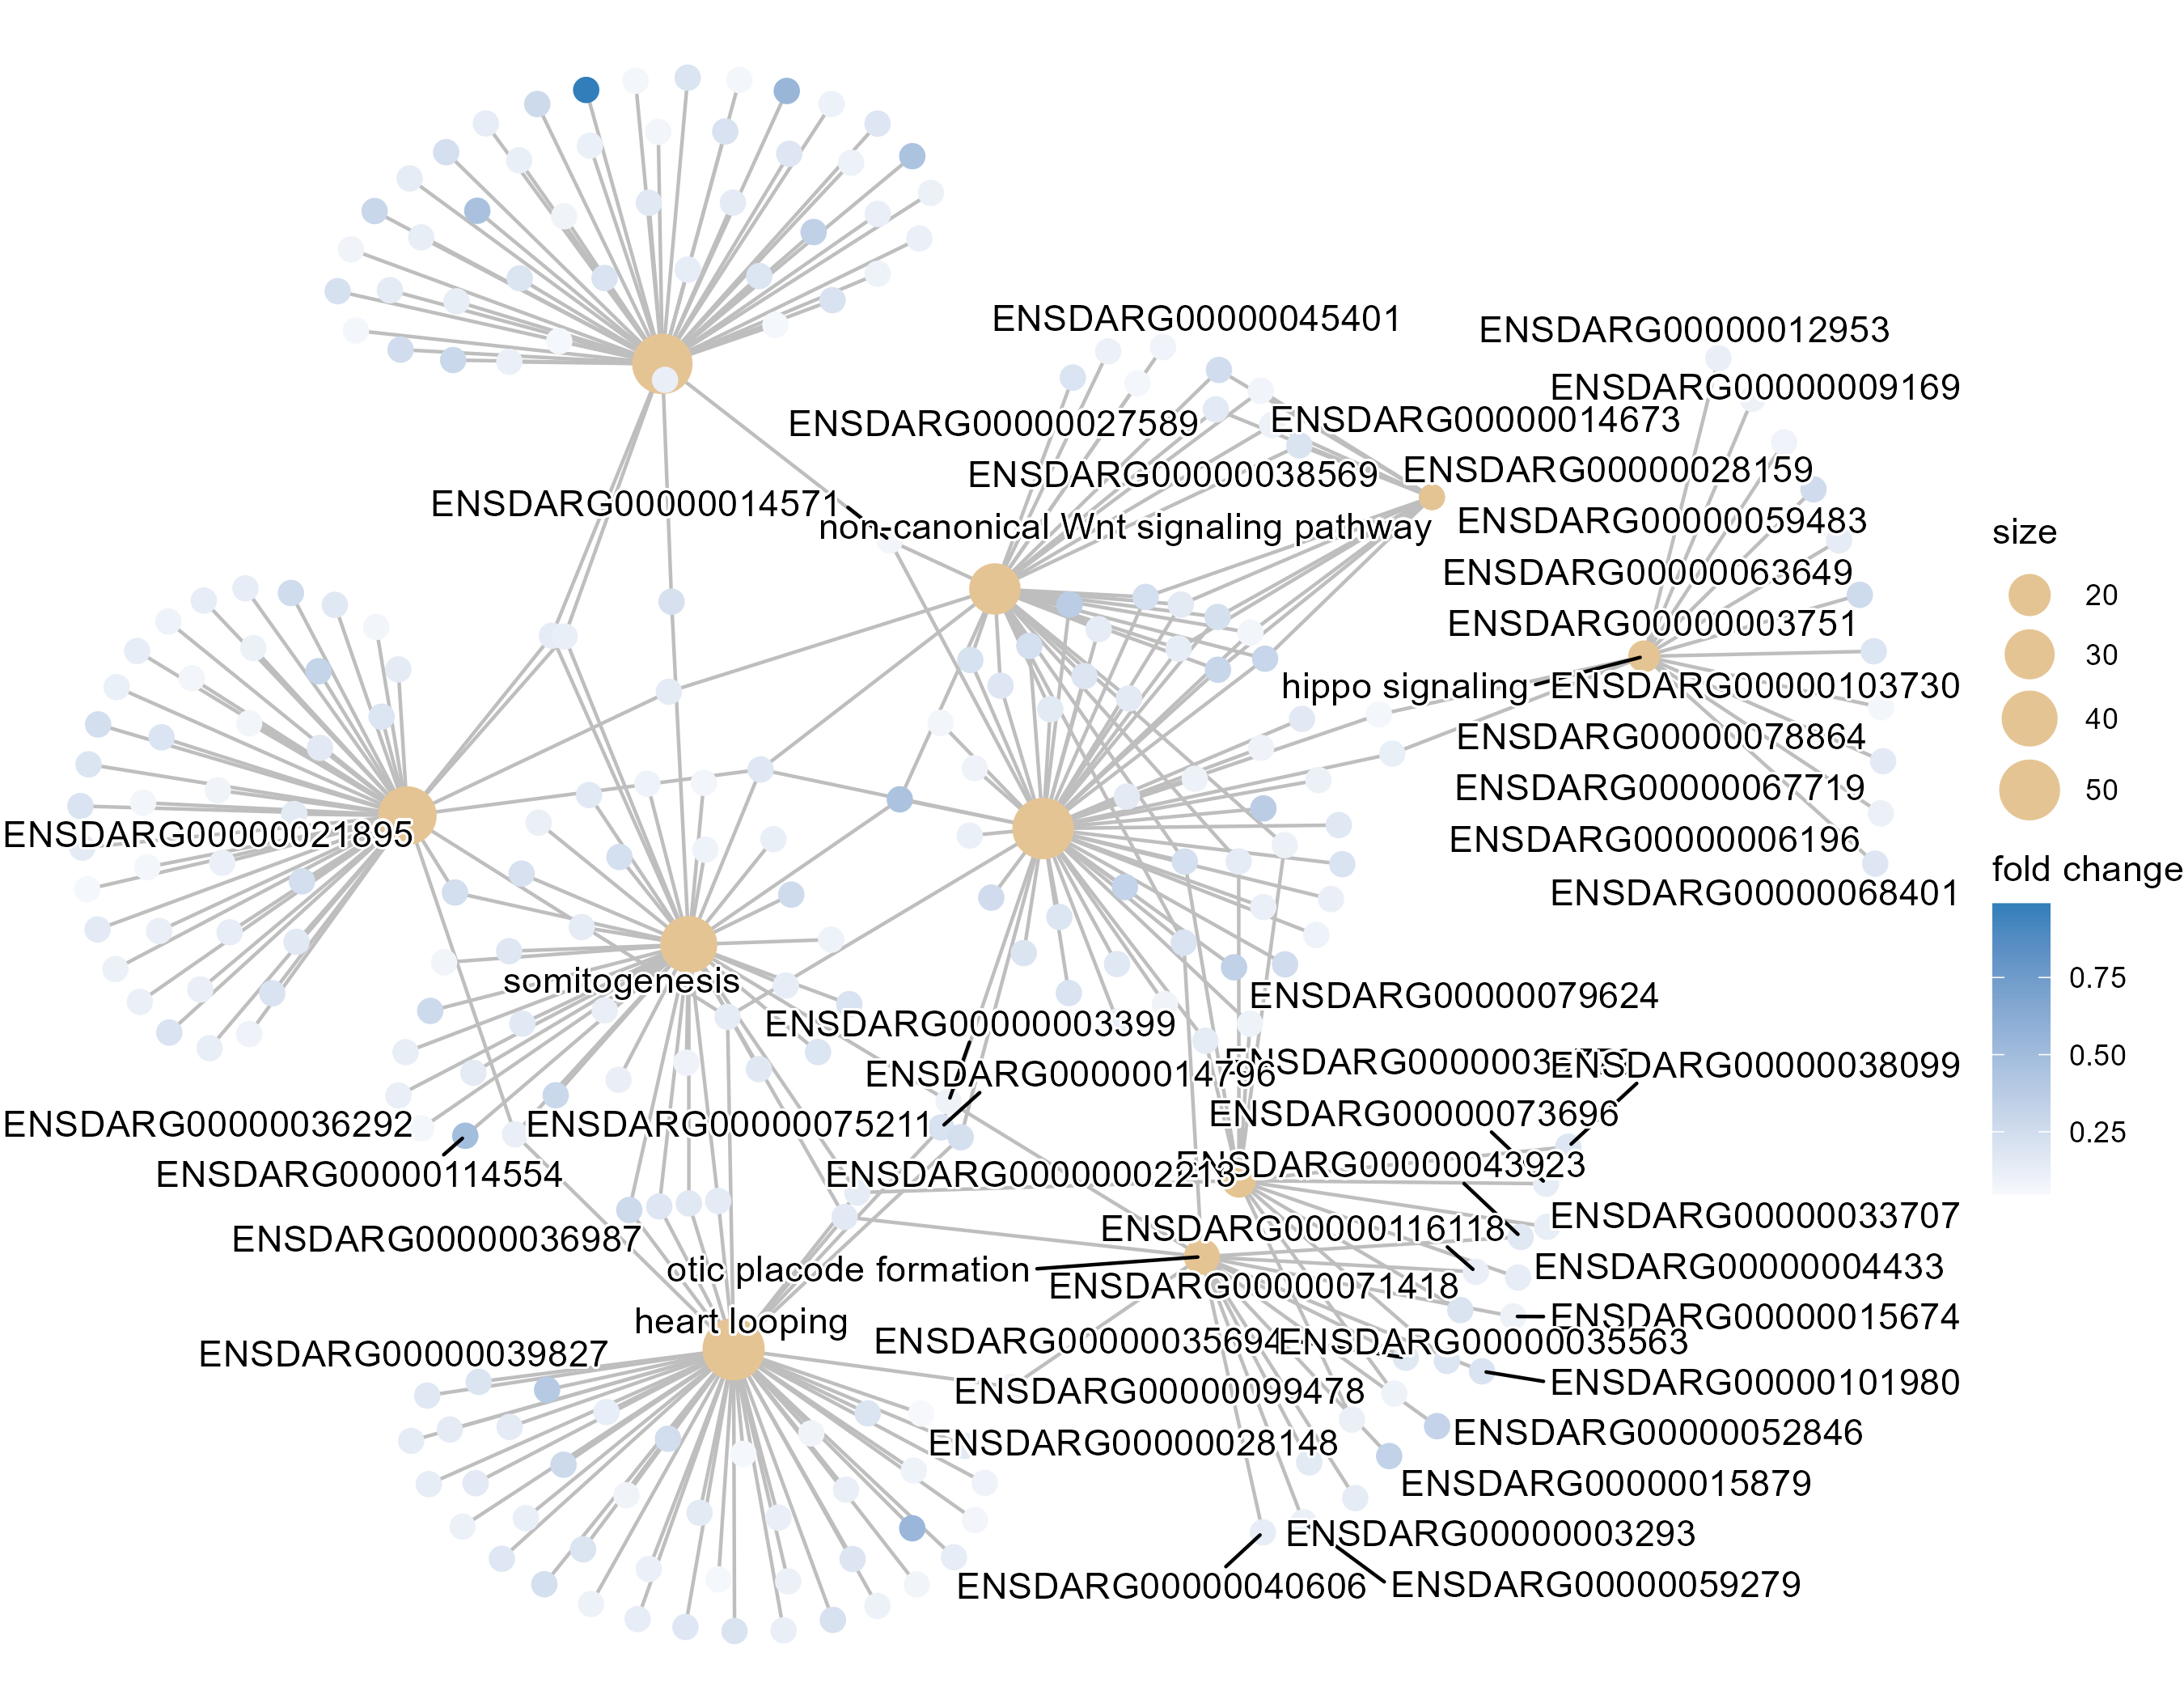 ENSDARG00000045401
ENSDARG00000012953
ENSDARG00000009169
ENSDARG00000027589
ENSDARG00000014673
ENSDARG00000038569
ENSDARG00000028159
ENSDARG00000014571
non-canonical Wnt signaling pathway
ENSDARG00000059483
size
ENSDARG00000063649
20
ENSDARG00000003751
30
hippo signaling
ENSDARG00000103730
40
ENSDARG00000078864
ENSDARG00000067719
50
ENSDARG00000021895
ENSDARG00000006196
fold change
ENSDARG00000068401
somitogenesis
0.75
ENSDARG00000079624
ENSDARG00000003399
0.50
ENSDARG00000038099
ENSDARG00000014796
ENSDARG00000073696
ENSDARG00000036292
ENSDARG00000075211
0.25
ENSDARG00000114554
ENSDARG00000002213
ENSDARG00000043923
ENSDARG00000033707
ENSDARG00000036987
ENSDARG00000116118
otic placode formation
ENSDARG00000004433
ENSDARG00000071418
heart looping
ENSDARG00000015674
ENSDARG00000039827
ENSDARG00000035694
ENSDARG00000035563
ENSDARG00000101980
ENSDARG00000099478
ENSDARG00000052846
ENSDARG00000028148
ENSDARG00000015879
ENSDARG00000003293
ENSDARG00000040606
ENSDARG00000059279